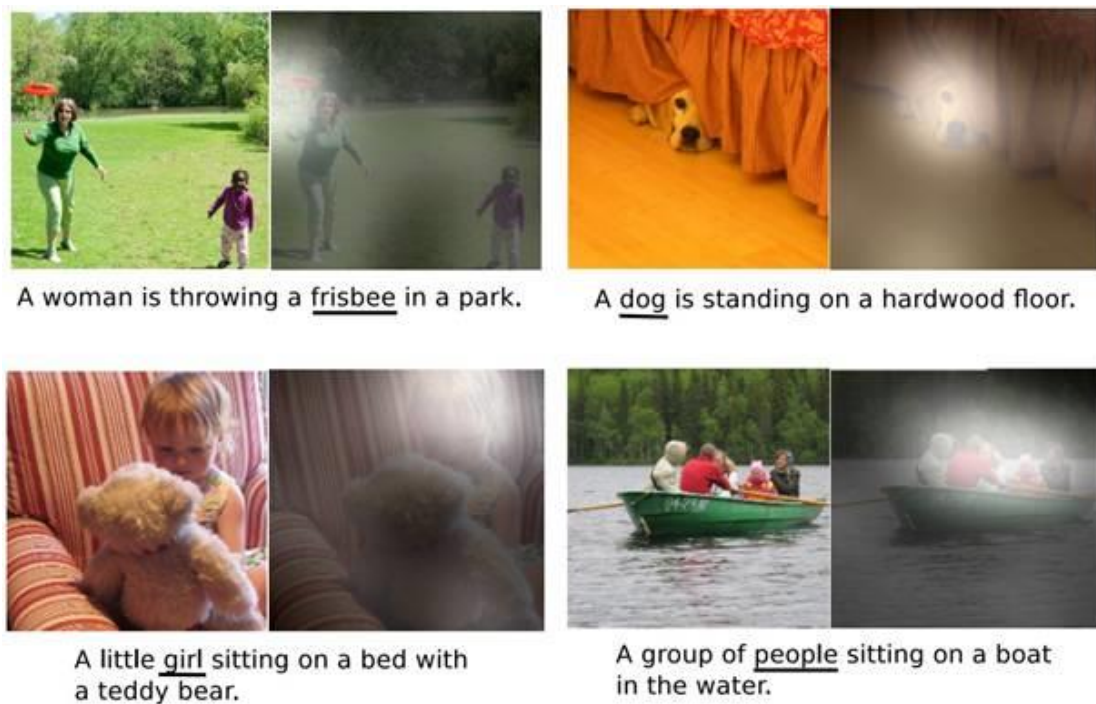 A woman is throwing a frisbee in a park.
A dog is standing on a hardwood floor.
A little girl sitting on a bed with
a teddy bear.
A group of people sitting on a boat
in the water.